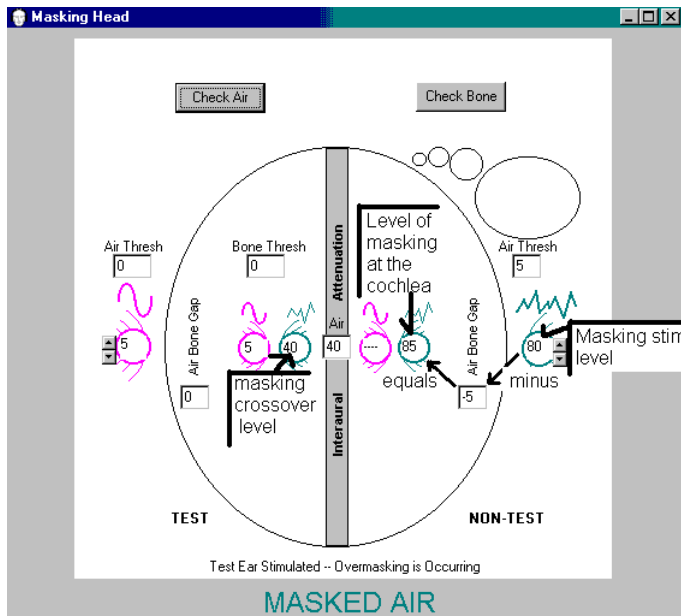 Masking Head
Check Air
Check Bone
Attenuation
Level of
masking
at the
cochlea
Air Thresh
0
Bone Thresh
0
Air Thresh
5
Air Bone Gap
5
5
40
Air
40
----
85
Air Bone Gap
80
Masking stim
level
equals
minus
masking
crossover
level
0
-5
Interaural
TEST
NON-TEST
Test Ear Stimulated -- Overmasking is Occurring
MASKED AIR